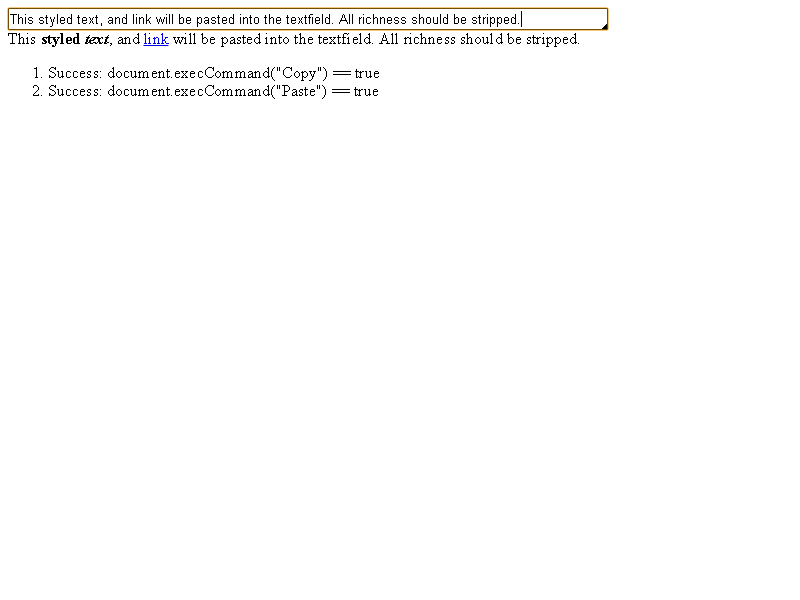 This styled text, and link will be pasted into the textfield. All richness should be stripped.
This styled text, and link will be pasted into the textfield. All richness should be stripped.
1. Success: document.execCommand("Copy") == true
2. Success: document.execCommand("Paste") == true